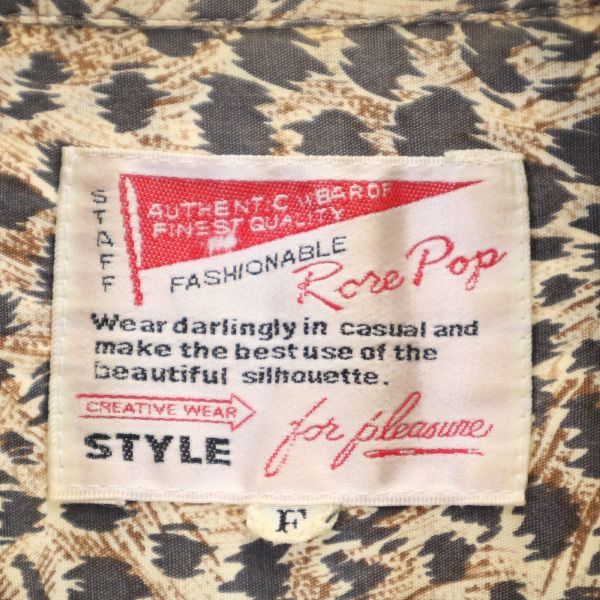 STAFF
AUTHENTIC WEAR OF
FINEST QUALITY
FASHIONABLE
Rose Pop
Wear darlingly in casual and
make the best use of the
beautiful silhouette.
CREATIVE WEAR
STYLE
for pleasure
F